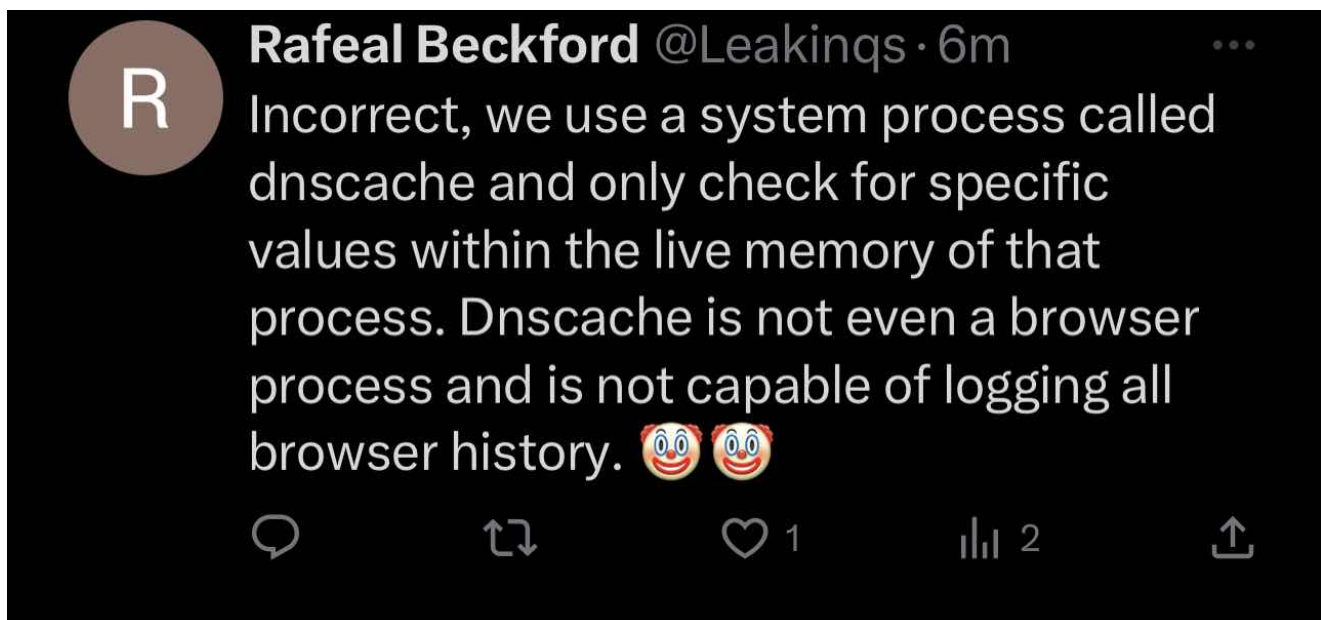 R
Rafeal Beckford @Leakinqs · 6m
Incorrect, we use a system process called
dnscache and only check for specific
values within the live memory of that
process. Dnscache is not even a browser
process and is not capable of logging all
browser history. 🤡🤡
1 2